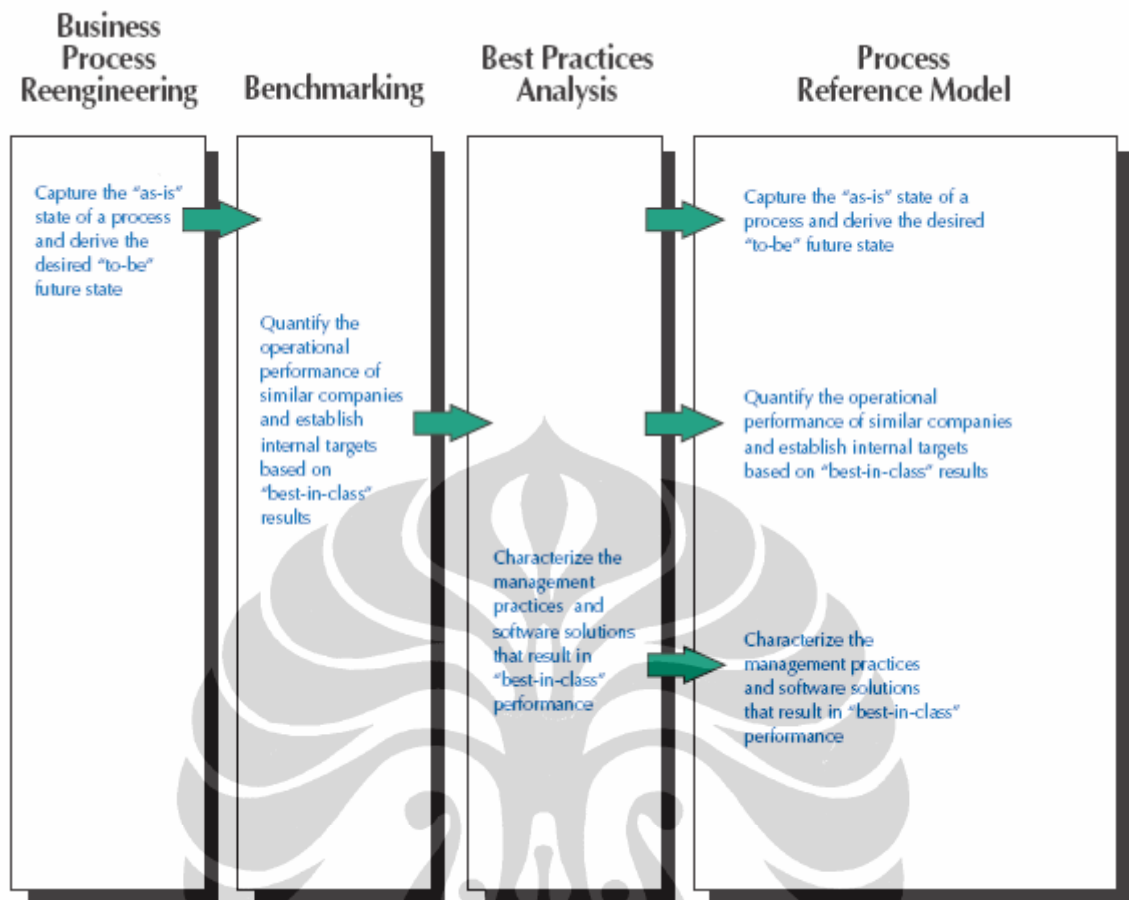 Business
Process
Reengineering
Benchmarking
Best Practices
Analysis
Process
Reference Model
Capture the “as-is”
state of a process
and derive the
desired “to-be”
future state
Quantify the
operational
performance of
similar companies
and establish
internal targets
based on
“best-in-class”
results
Characterize the
management
practices and
software solutions
that result in
“best-in-class”
performance
Capture the “as-is” state of a
process and derive the desired
“to-be” future state
Quantify the operational
performance of similar companies
and establish internal targets
based on “best-in-class” results
Characterize the
management practices
and software solutions
that result in “best-in-class”
performance